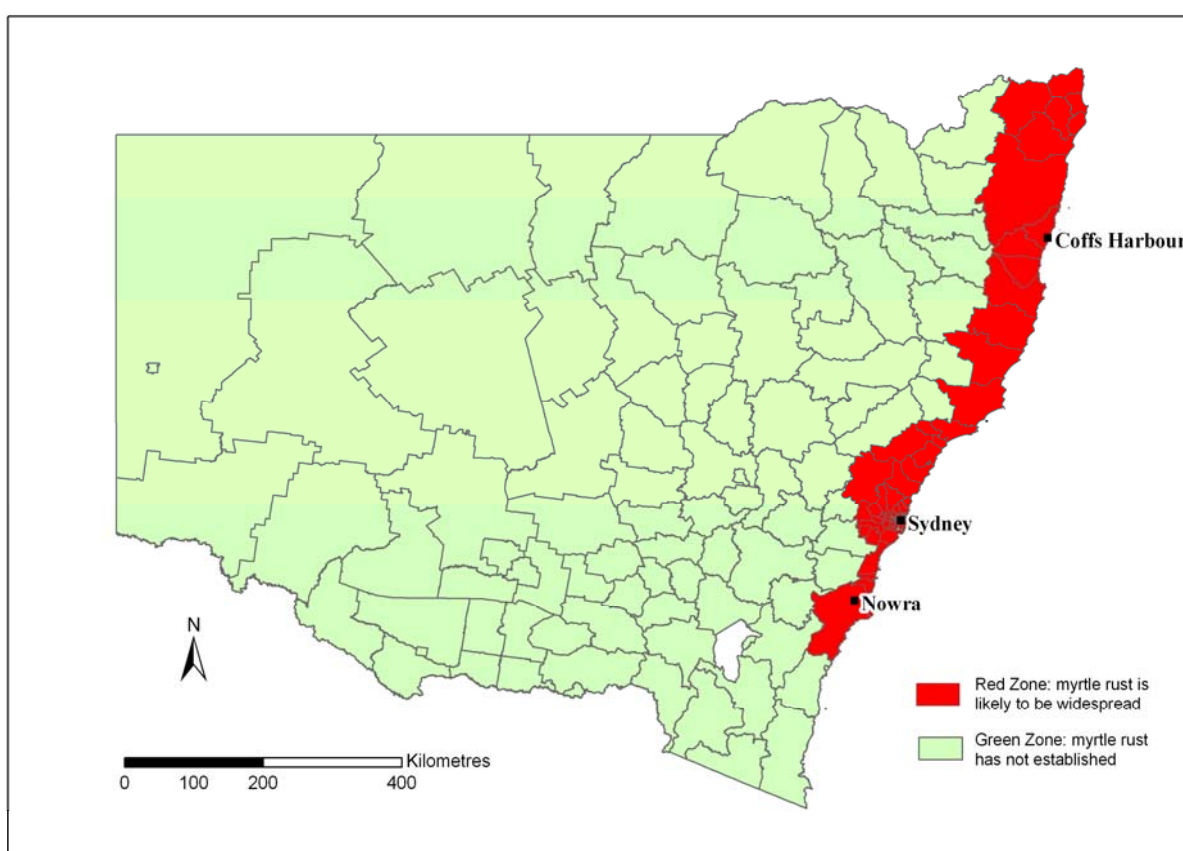 Coffs Harbour
Sydney
Nowra
N
Red Zone: myrtle rust is
likely to be widespread
Green Zone: myrtle rust
has not established
Kilometres
0 100 200 400